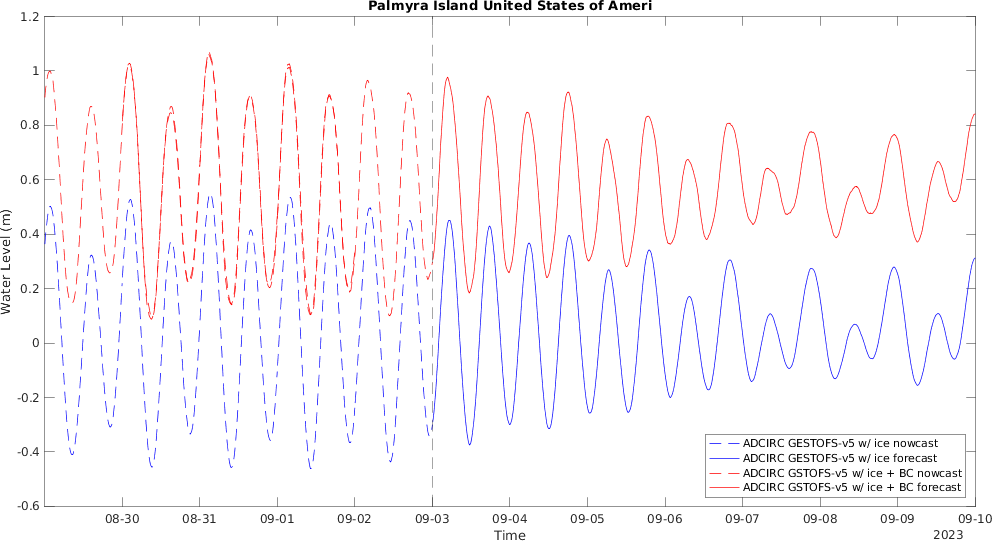 Palmyra Island United States of Ameri
1.2
1
0.8
0.6
0.4
0.2
0
-0.2
-0.4
-0.6
Water Level (m)
ADCIRC GESTOFS-v5 w/ ice nowcast
ADCIRC GESTOFS-v5 w/ ice forecast
ADCIRC GSTOFS-v5 w/ ice + BC nowcast
ADCIRC GSTOFS-v5 w/ ice + BC forecast
08-30 08-31 09-01 09-02 09-03 09-04 09-05 09-06 09-07 09-08 09-09 09-10
Time
2023